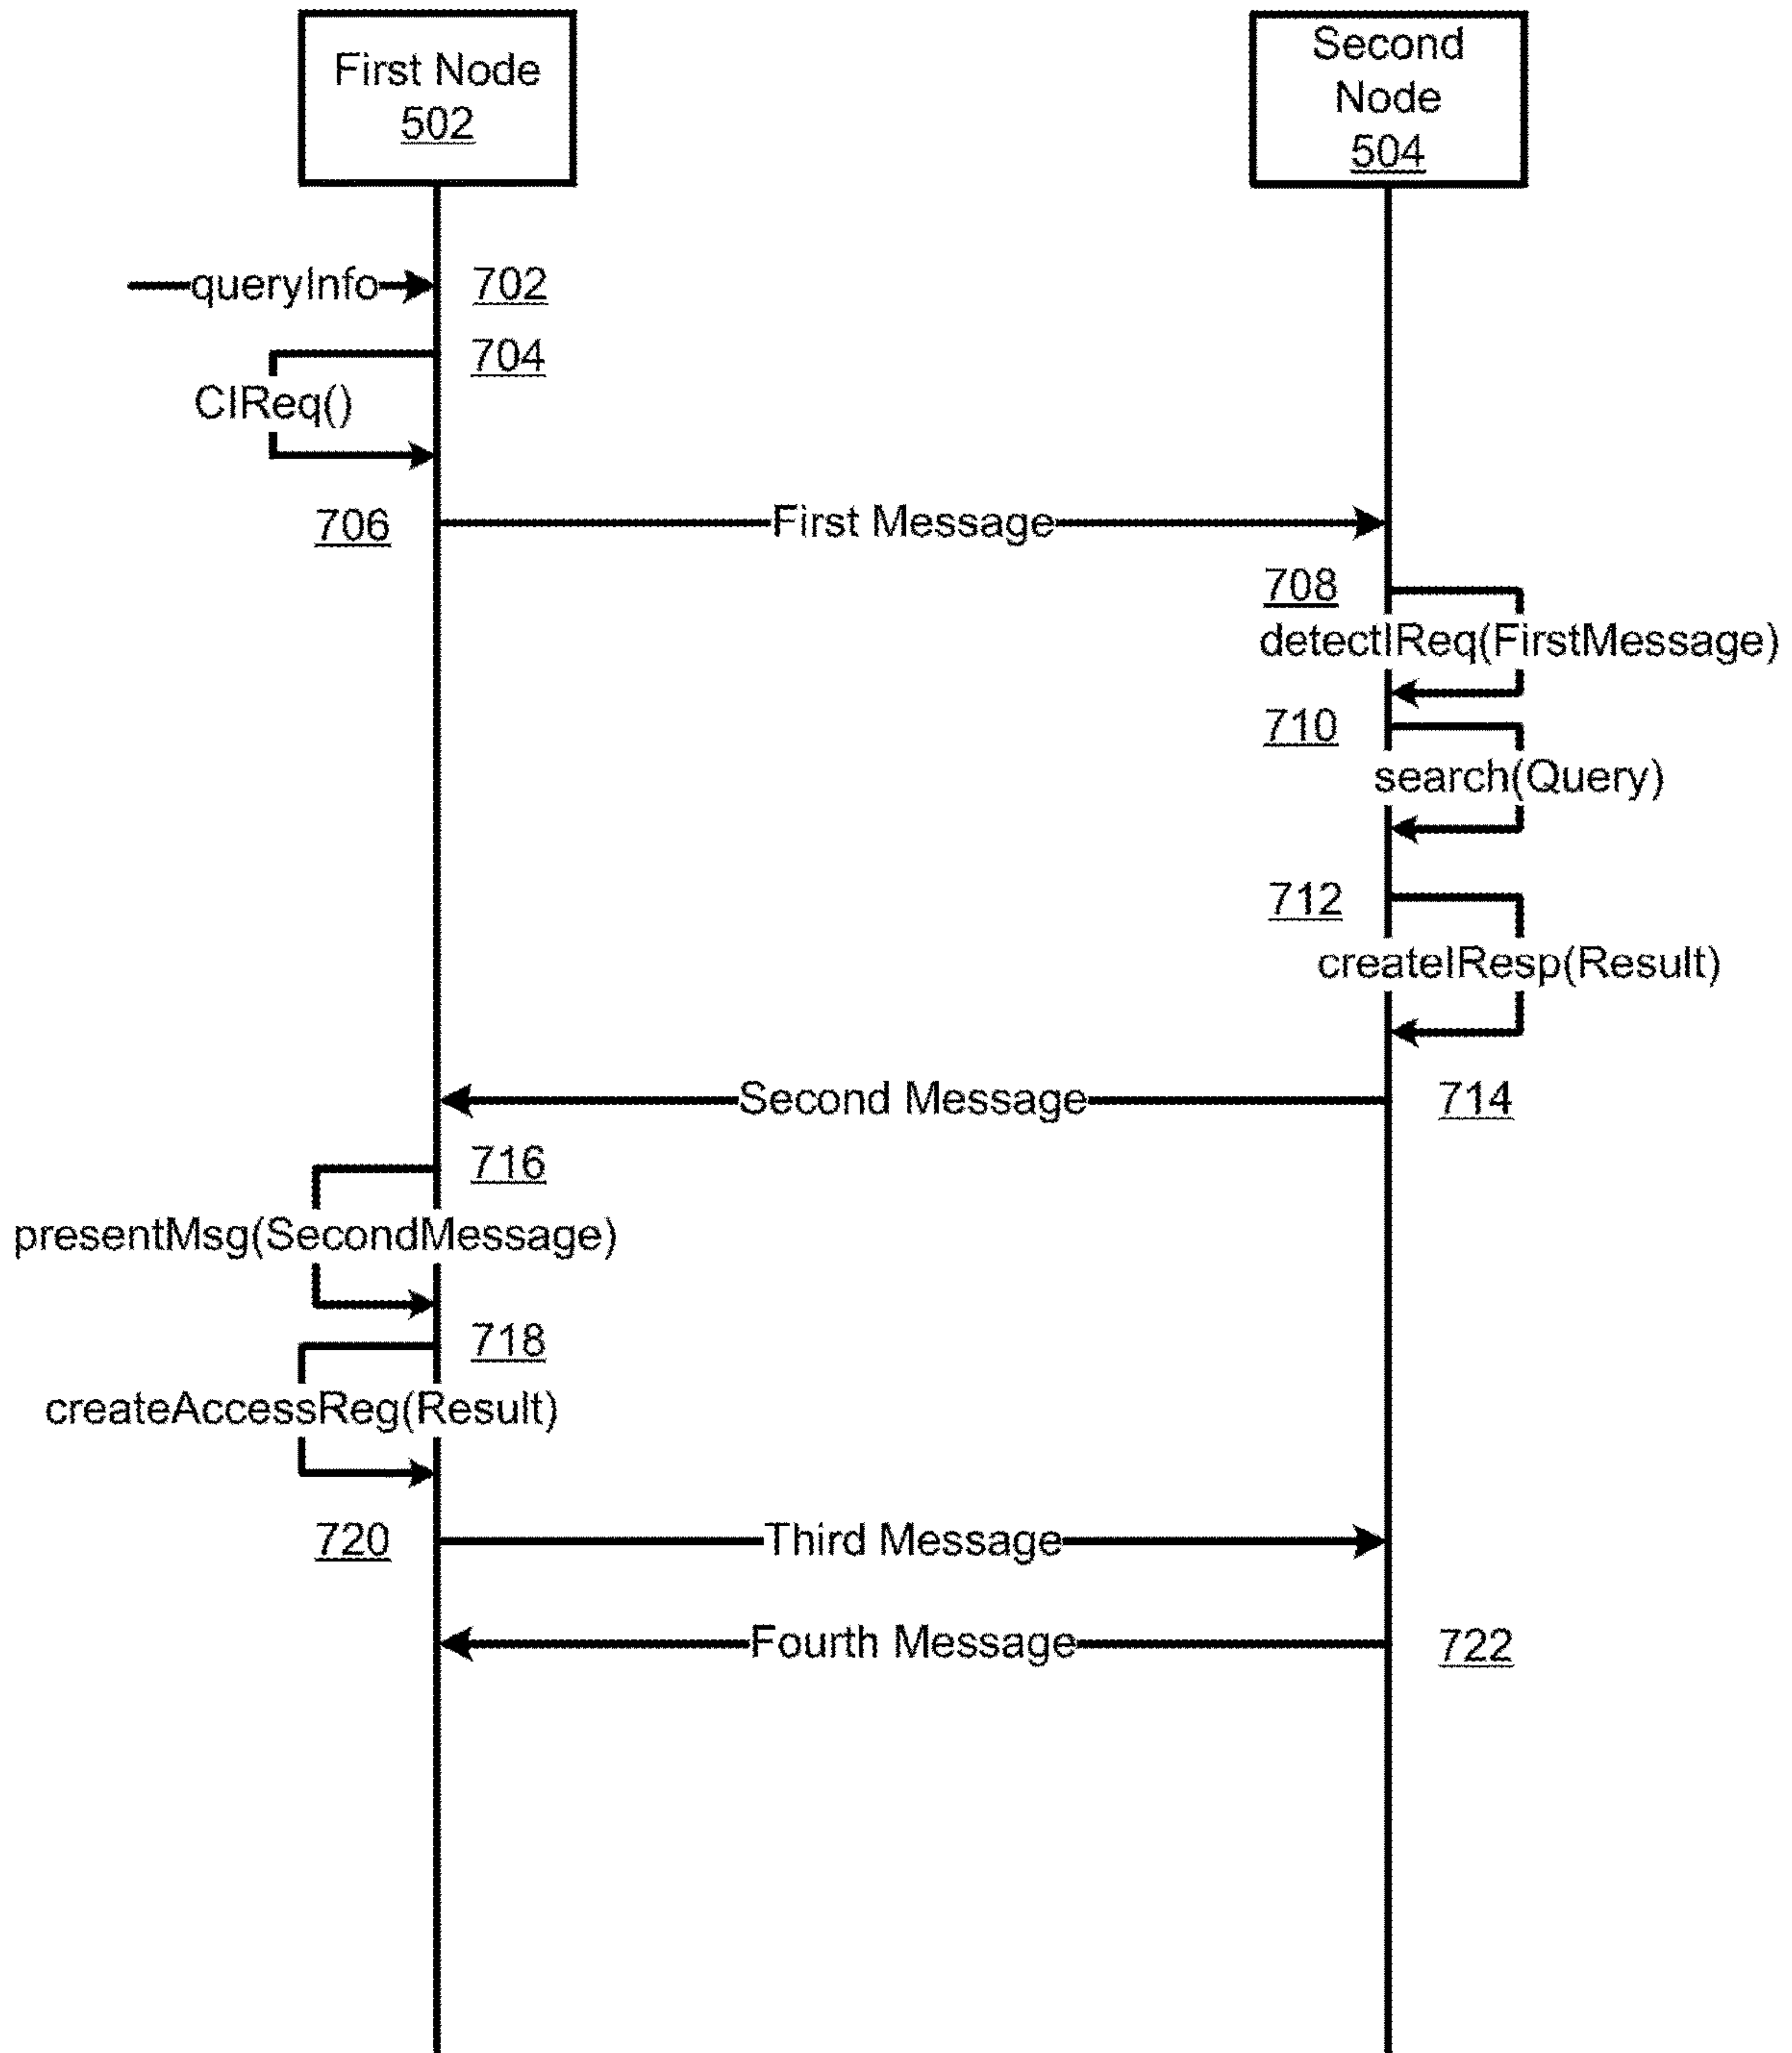 First Node
502
Second
Node
504
queryInfo
702
704
CIReq()
706
First Message
708
detectIReq(FirstMessage)
710
search(Query)
712
createIResp(Result)
Second Message
714
716
presentMsg(SecondMessage)
718
createAccessReg(Result)
720
Third Message
Fourth Message
722